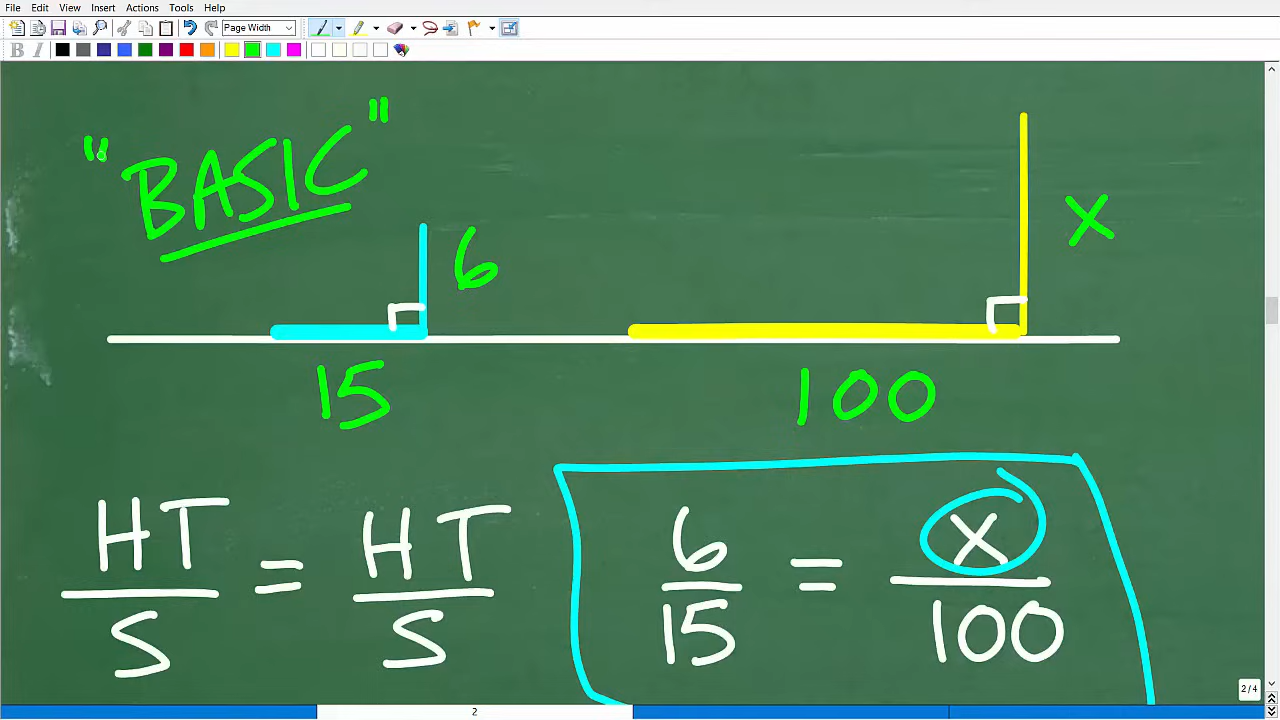 File Edit View Insert Actions Tools Help
Page Width
B I
"BASIC"
6
X
15
100
HT HT 6 X
= =
S S 15 100
2/4
2